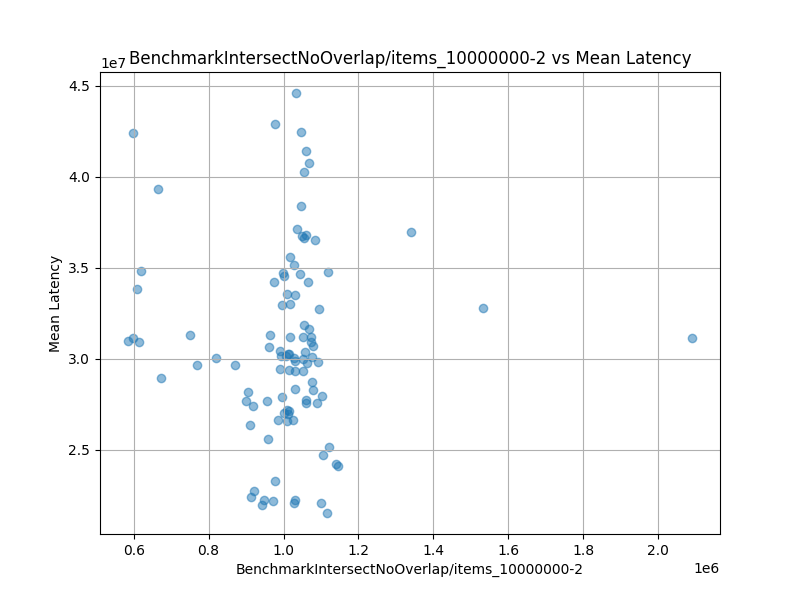 BenchmarkIntersectNoOverlap/items_10000000-2 vs Mean Latency
1e7
4.5
4.0
3.5
3.0
2.5
Mean Latency
0.6 0.8 1.0 1.2 1.4 1.6 1.8 2.0
BenchmarkIntersectNoOverlap/items_10000000-2
1e6